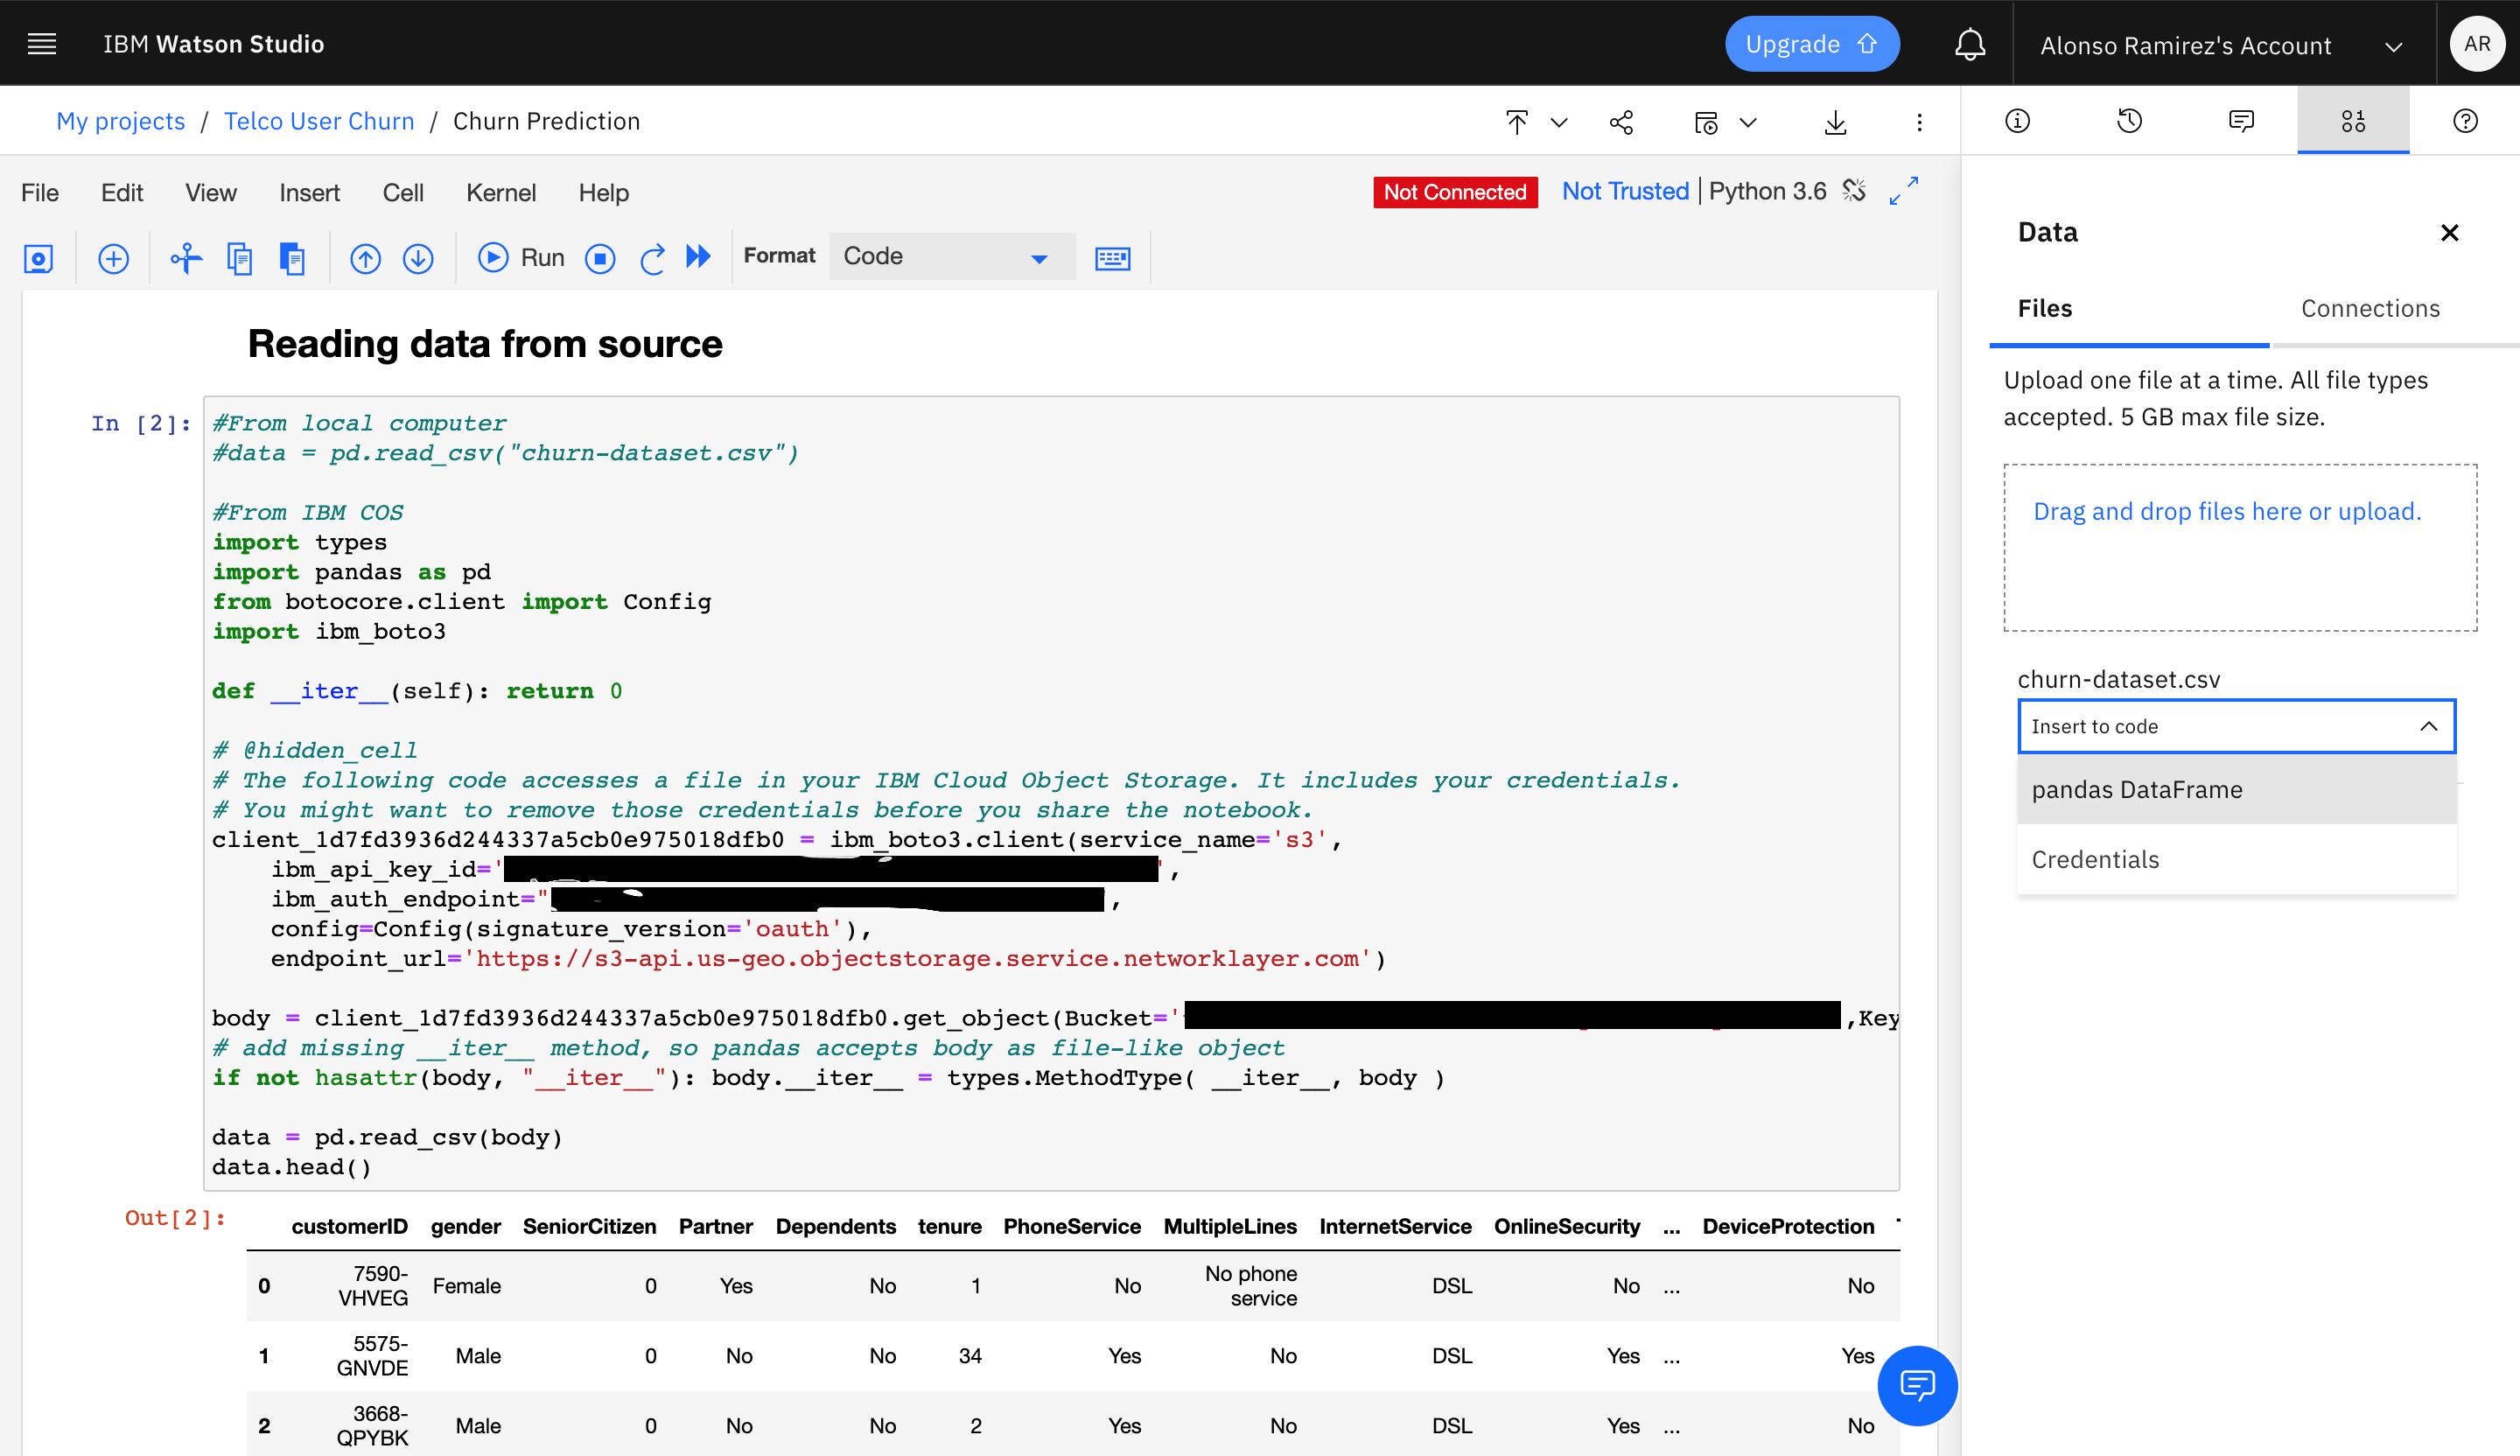 IBM Watson Studio
Upgrade
Alonso Ramirez's Account
AR
My projects / Telco User Churn / Churn Prediction
File Edit View Insert Cell Kernel Help
Not Connected
Not Trusted | Python 3.6
Run
Format
Code
Reading data from source
In [2]:
#From local computer
#data = pd.read_csv("churn-dataset.csv")
#From IBM COS
import types
import pandas as pd
from botocore.client import Config
import ibm_boto3
def __iter__(self): return 0
# @hidden_cell
# The following code accesses a file in your IBM Cloud Object Storage. It includes your credentials.
# You might want to remove those credentials before you share the notebook.
client_1d7fd3936d244337a5cb0e975018dfb0 = ibm_boto3.client(service_name='s3',
ibm_api_key_id=' ',
ibm_auth_endpoint=" ,
config=Config(signature_version='oauth'),
endpoint_url='https://s3-api.us-geo.objectstorage.service.networklayer.com')
body = client_1d7fd3936d244337a5cb0e975018dfb0.get_object(Bucket=' ,Key
# add missing __iter__ method, so pandas accepts body as file-like object
if not hasattr(body, "__iter__"): body.__iter__ = types.MethodType( __iter__, body )
data = pd.read_csv(body)
data.head()
Out[2]:
customerID gender SeniorCitizen Partner Dependents tenure PhoneService MultipleLines InternetService OnlineSecurity ... DeviceProtection
0 7590-VHVEG Female 0 Yes No 1 No No phone service DSL No ... No
1 5575-GNVDE Male 0 No No 34 Yes No DSL Yes ... Yes
2 3668-QPYBK Male 0 No No 2 Yes No DSL Yes ... No
Data
Files
Connections
Upload one file at a time. All file types
accepted. 5 GB max file size.
Drag and drop files here or upload.
churn-dataset.csv
Insert to code
pandas DataFrame
Credentials